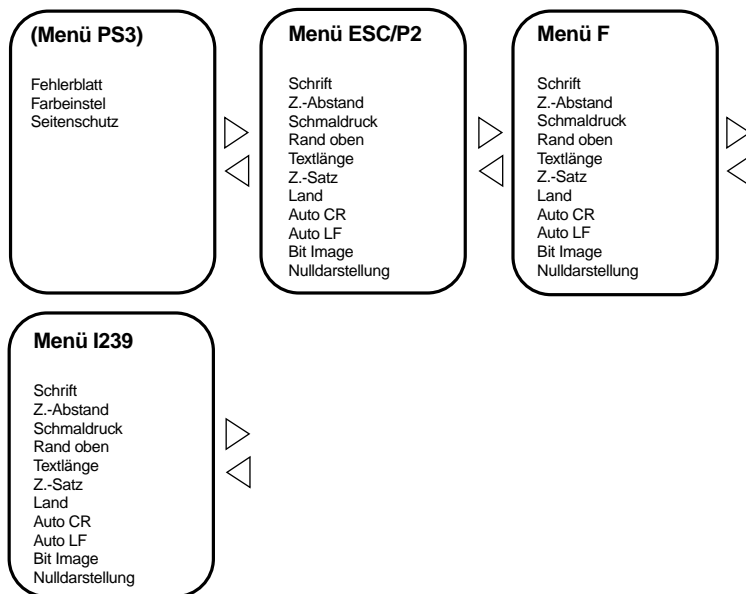 (Menü PS3)
Fehlerblatt
Farbeinstel
Seitenschutz
Menü ESC/P2
Schrift
Z.-Abstand
Schmaldruck
Rand oben
Textlänge
Z.-Satz
Land
Auto CR
Auto LF
Bit Image
Nulldarstellung
Menü F
Schrift
Z.-Abstand
Schmaldruck
Rand oben
Textlänge
Z.-Satz
Land
Auto CR
Auto LF
Bit Image
Nulldarstellung
Menü I239
Schrift
Z.-Abstand
Schmaldruck
Rand oben
Textlänge
Z.-Satz
Land
Auto CR
Auto LF
Bit Image
Nulldarstellung